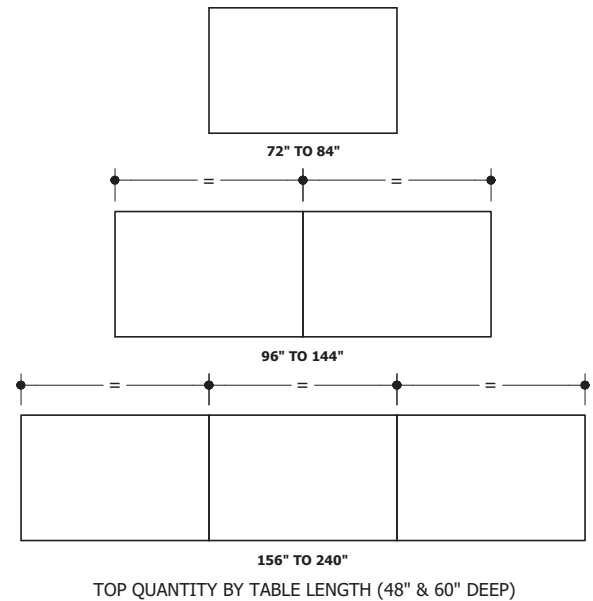 72" TO 84"
= =
96" TO 144"
= = =
156" TO 240"
TOP QUANTITY BY TABLE LENGTH (48" & 60" DEEP)